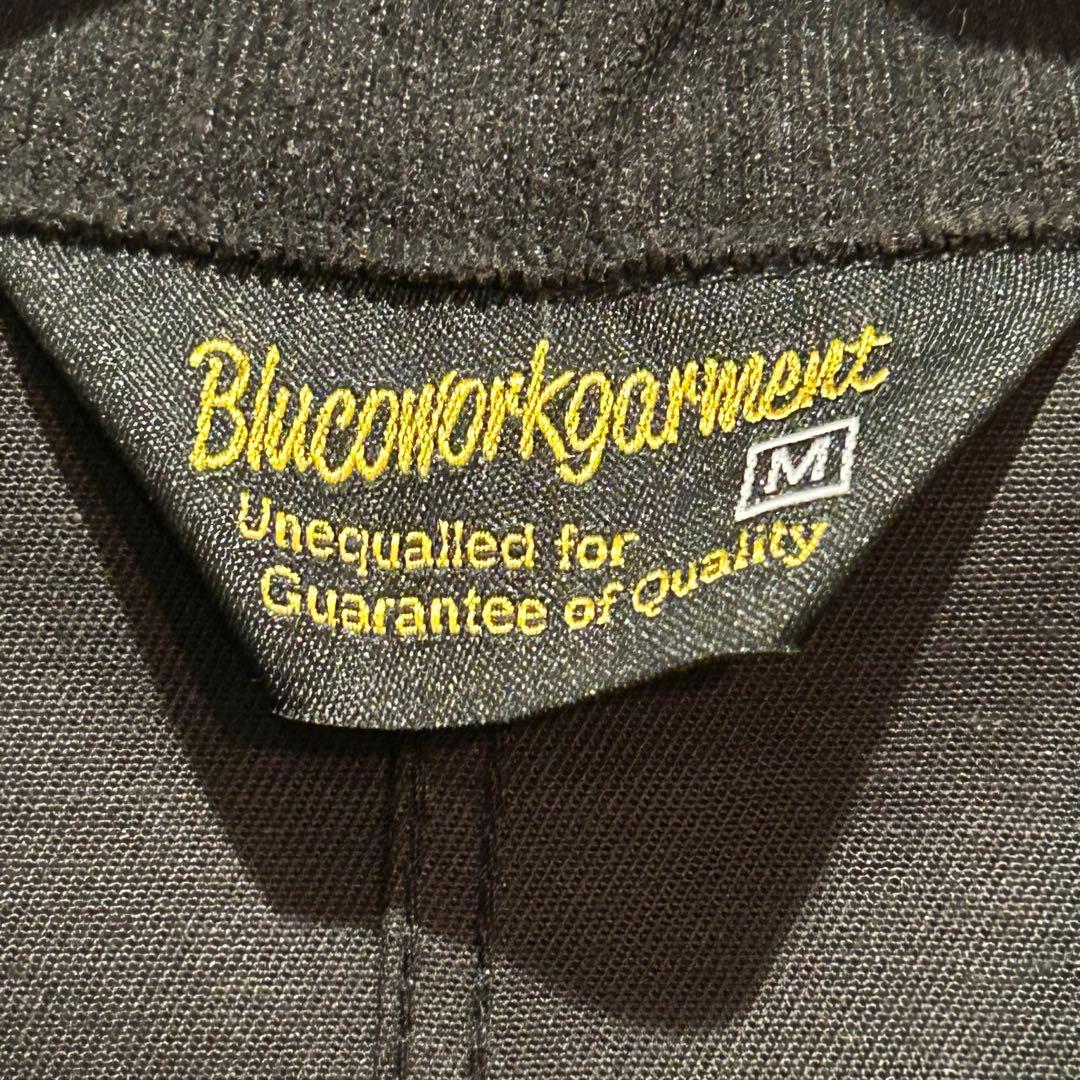 Blucoworkgarment
M
Unequalled for
Guarantee of Quality